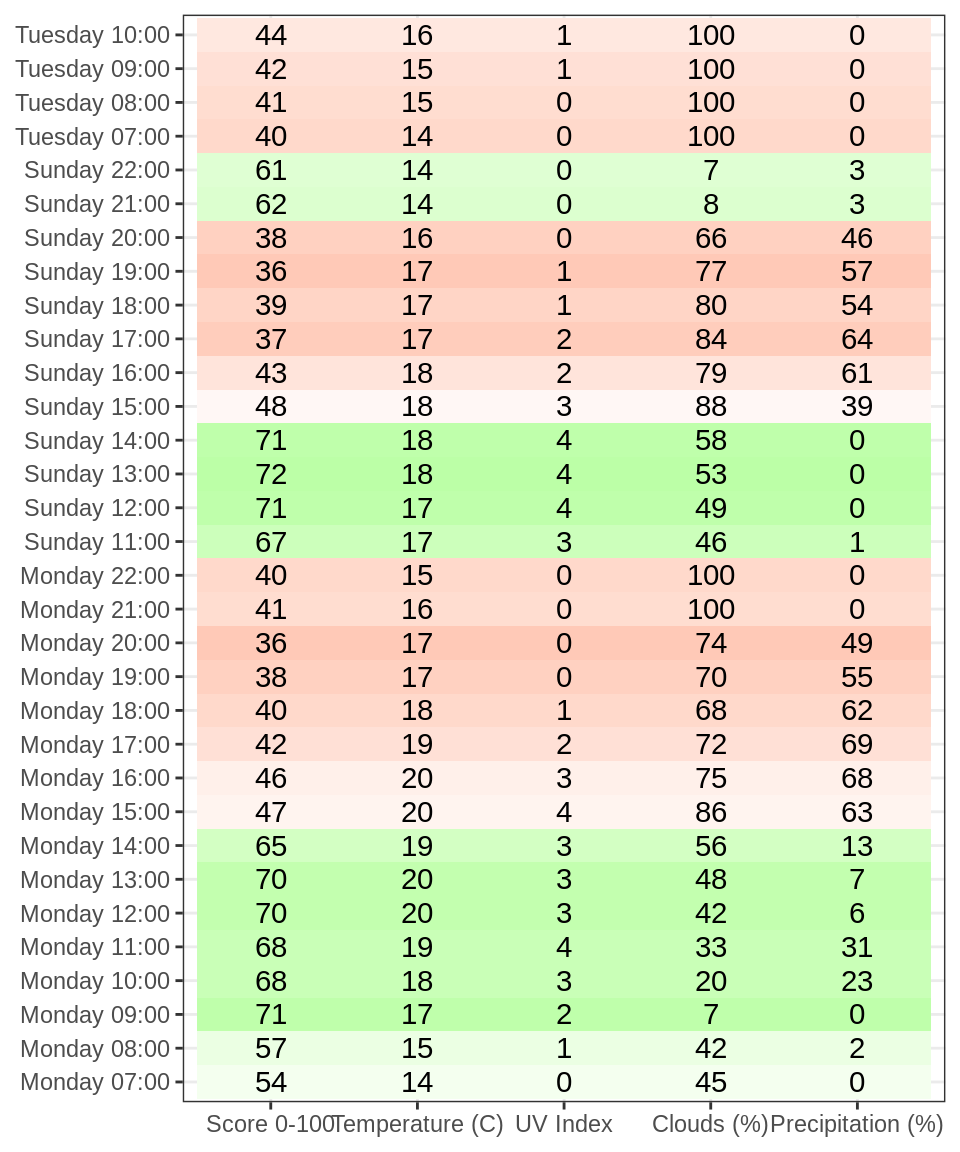 Tuesday 10:00 44 16 1 100 0
Tuesday 09:00 42 15 1 100 0
Tuesday 08:00 41 15 0 100 0
Tuesday 07:00 40 14 0 100 0
Sunday 22:00 61 14 0 7 3
Sunday 21:00 62 14 0 8 3
Sunday 20:00 38 16 0 66 46
Sunday 19:00 36 17 1 77 57
Sunday 18:00 39 17 1 80 54
Sunday 17:00 37 17 2 84 64
Sunday 16:00 43 18 2 79 61
Sunday 15:00 48 18 3 88 39
Sunday 14:00 71 18 4 58 0
Sunday 13:00 72 18 4 53 0
Sunday 12:00 71 17 4 49 0
Sunday 11:00 67 17 3 46 1
Monday 22:00 40 15 0 100 0
Monday 21:00 41 16 0 100 0
Monday 20:00 36 17 0 74 49
Monday 19:00 38 17 0 70 55
Monday 18:00 40 18 1 68 62
Monday 17:00 42 19 2 72 69
Monday 16:00 46 20 3 75 68
Monday 15:00 47 20 4 86 63
Monday 14:00 65 19 3 56 13
Monday 13:00 70 20 3 48 7
Monday 12:00 70 20 3 42 6
Monday 11:00 68 19 4 33 31
Monday 10:00 68 18 3 20 23
Monday 09:00 71 17 2 7 0
Monday 08:00 57 15 1 42 2
Monday 07:00 54 14 0 45 0
Score 0-100 Temperature (C) UV Index Clouds (%) Precipitation (%)